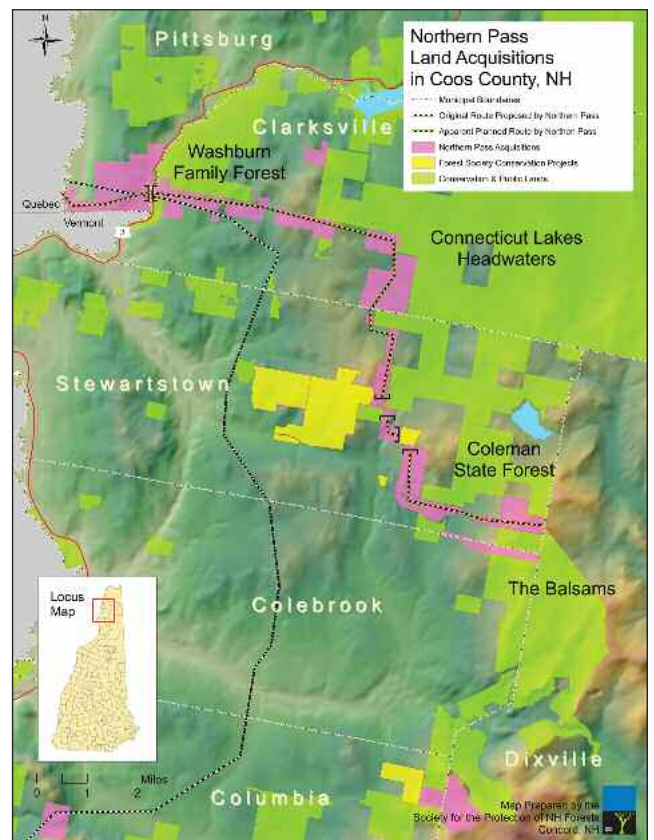 N
Pittsburg
Northern Pass
Land Acquisitions
in Coos County, NH
Municipal Boundaries
Original Route Proposed by Northern Pass
Apparent Planned Route by Northern Pass
Northern Pass Acquisitions
Forest Society Conservation Projects
Conservation & Public Lands
Clarksville
Washburn
Family Forest
Quebec
Vermont
3
Connecticut Lakes
Headwaters
Stewartstown
Coleman
State Forest
The Balsams
Locus
Map
Colebrook
Dixville
0 1 2 Miles
Columbia
Map Prepared by the
Society for the Protection of NH Forests
Concord, NH